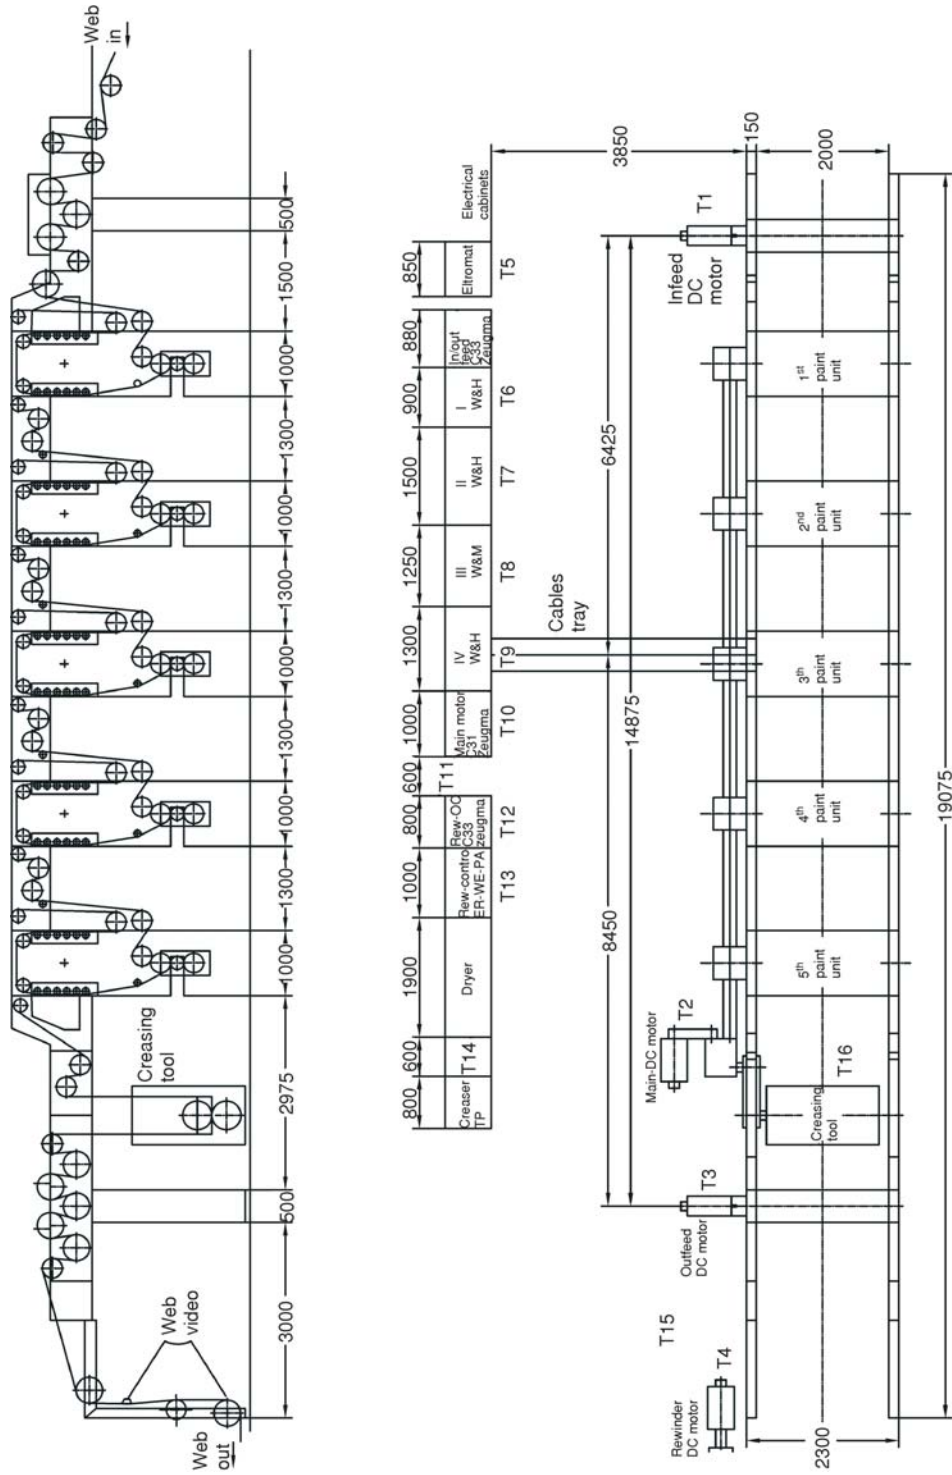 Web
out
Web
video
Creasing
tool
Web
in
3000
500
2975
1000
1300
1000
1300
1000
1300
1000
1300
1000
1500
500
800
600
1900
1000
800
600
1000
1300
1250
1500
900
880
850
Creaser
TP
T14
Dryer
Rew-contro
ER-WE-PA
Rew-OC
C33
zeugma
T11
Main motor
C31
Zeugma
IV
W&H
III
W&M
II
W&H
I
W&H
In/out
feed
C33
Zeugma
Eltromat
Electrical
cabinets
T13
T12
T10
T9
T8
T7
T6
T5
Cables
tray
3850
8450
6425
14875
150
2000
Rewinder
DC motor
T4
T15
Outfeed
DC motor
T3
Main-DC motor
T2
Infeed
DC
motor
T1
2300
Creasing
tool
T16
5th
paint
unit
4th
paint
unit
3th
paint
unit
2nd
paint
unit
1st
paint
unit
19075